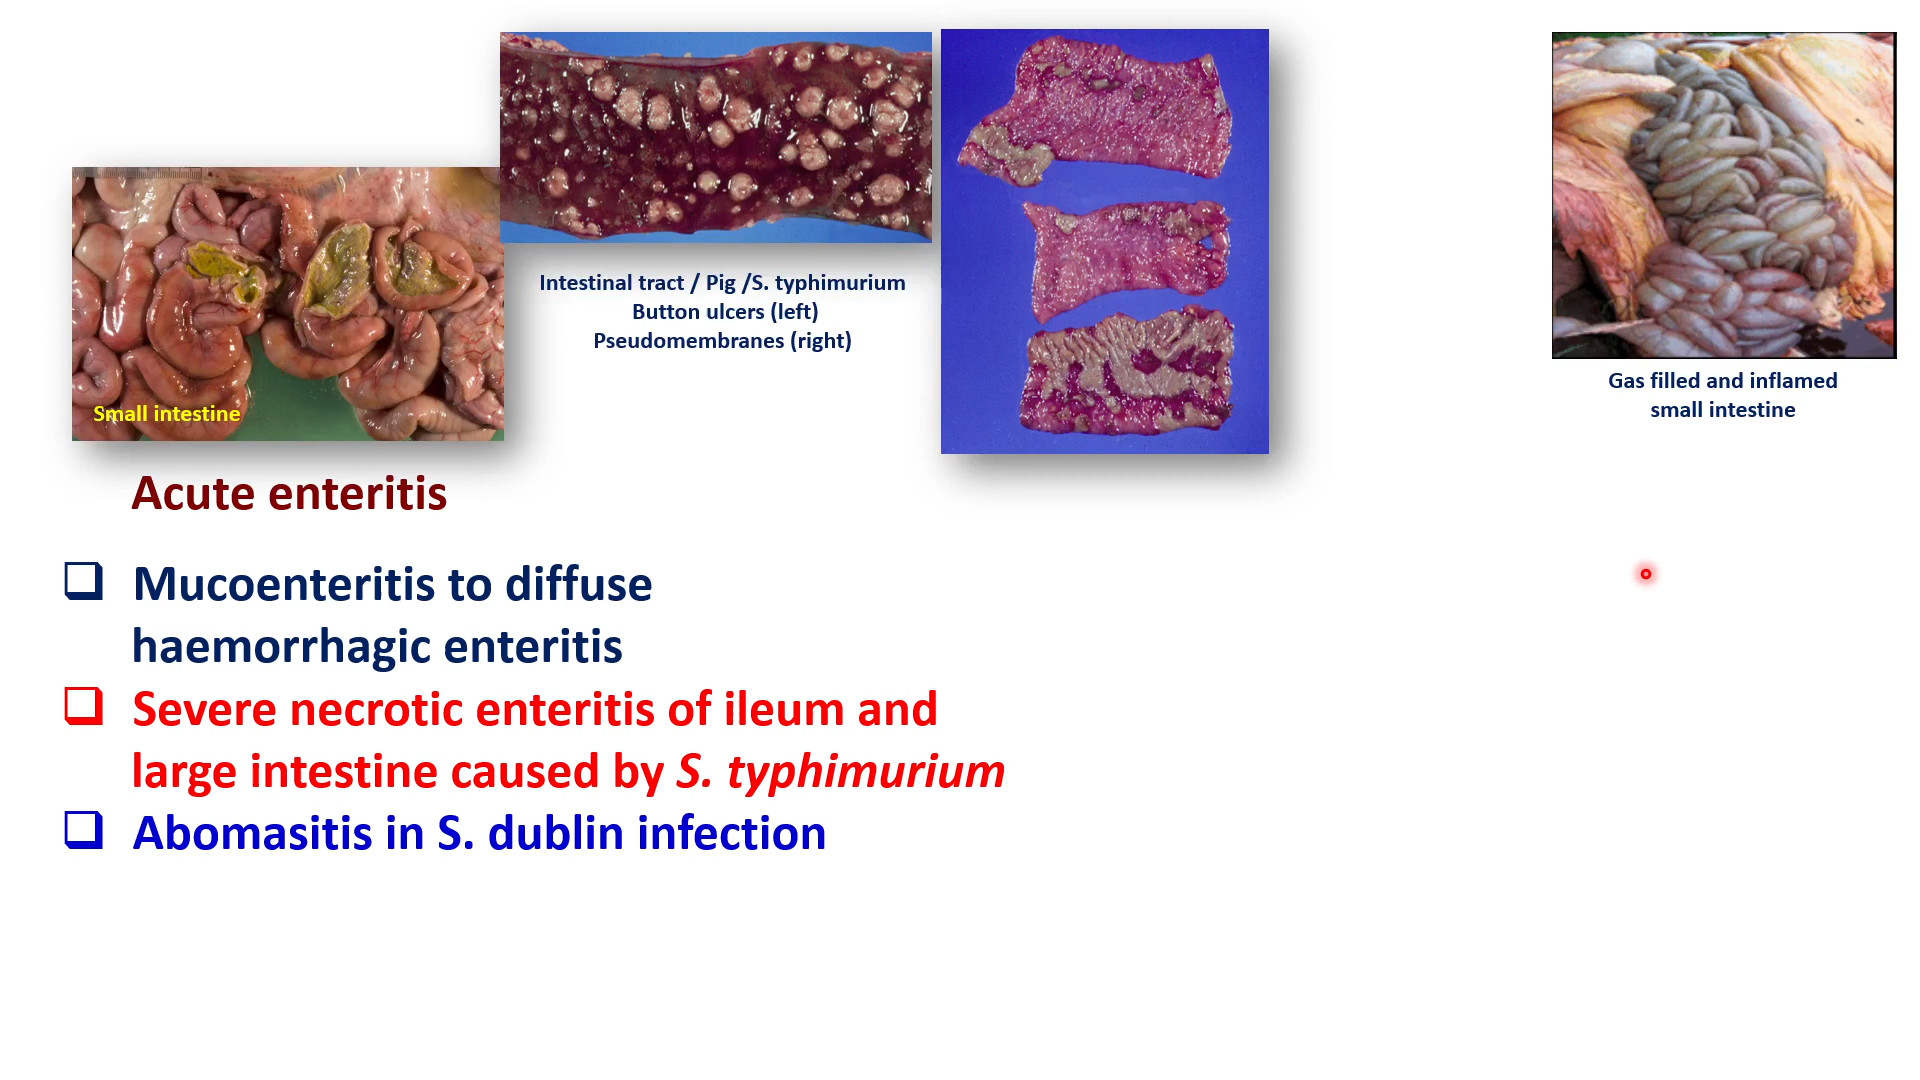 Small intestine
Intestinal tract / Pig /S. typhimurium
Button ulcers (left)
Pseudomembranes (right)
Gas filled and inflamed
small intestine
Acute enteritis
Mucoenteritis to diffuse
haemorrhagic enteritis
Severe necrotic enteritis of ileum and
large intestine caused by S. typhimurium
Abomasitis in S. dublin infection